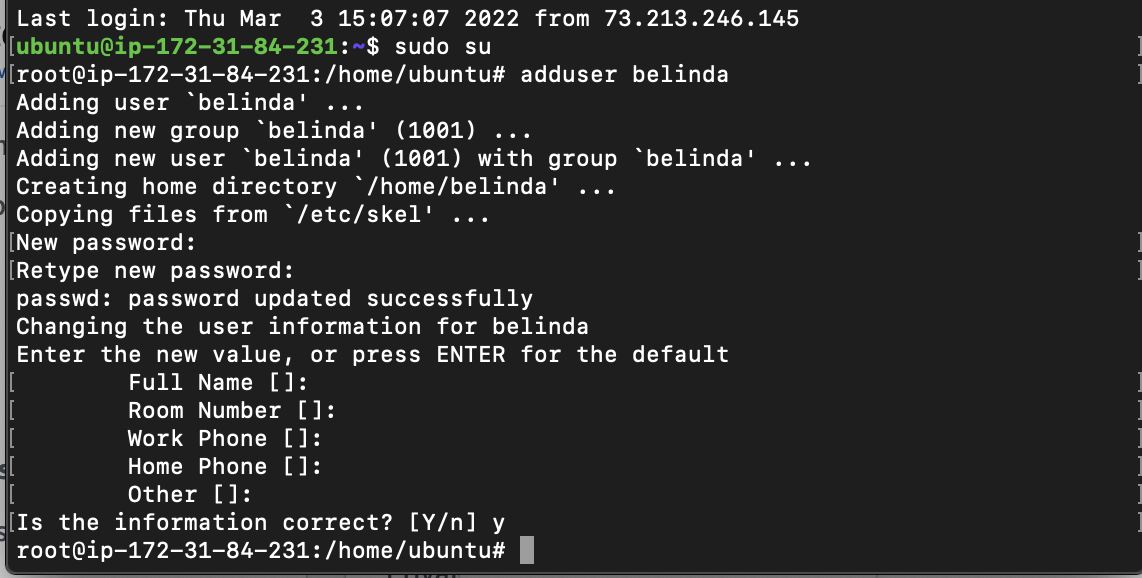 Last login: Thu Mar  3 15:07:07 2022 from 73.213.246.145
[ubuntu@ip-172-31-84-231:~$ sudo su ]
[root@ip-172-31-84-231:/home/ubuntu# adduser belinda ]
Adding user `belinda' ...
Adding new group `belinda' (1001) ...
Adding new user `belinda' (1001) with group `belinda' ...
Creating home directory `/home/belinda' ...
Copying files from `/etc/skel' ...
[New password: ]
[Retype new password: ]
passwd: password updated successfully
Changing the user information for belinda
Enter the new value, or press ENTER for the default
[        Full Name []: ]
[        Room Number []: ]
[        Work Phone []: ]
[        Home Phone []: ]
[        Other []: ]
[Is the information correct? [Y/n] y ]
root@ip-172-31-84-231:/home/ubuntu#